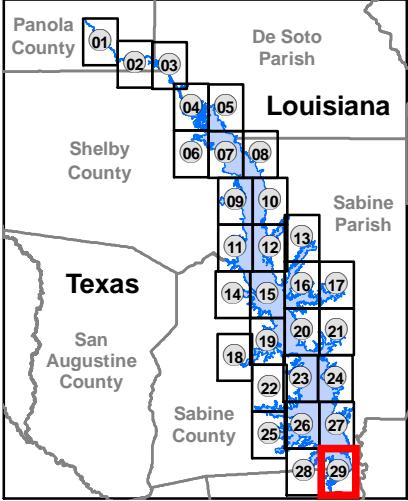 Panola
County
01
02
03
De Soto
Parish
04
05
Louisiana
Shelby
County
06
07
08
09
10
Sabine
Parish
11
12
13
Texas
14
15
16
17
San
Augustine
County
18
19
20
21
22
23
24
Sabine
County
25
26
27
28
29